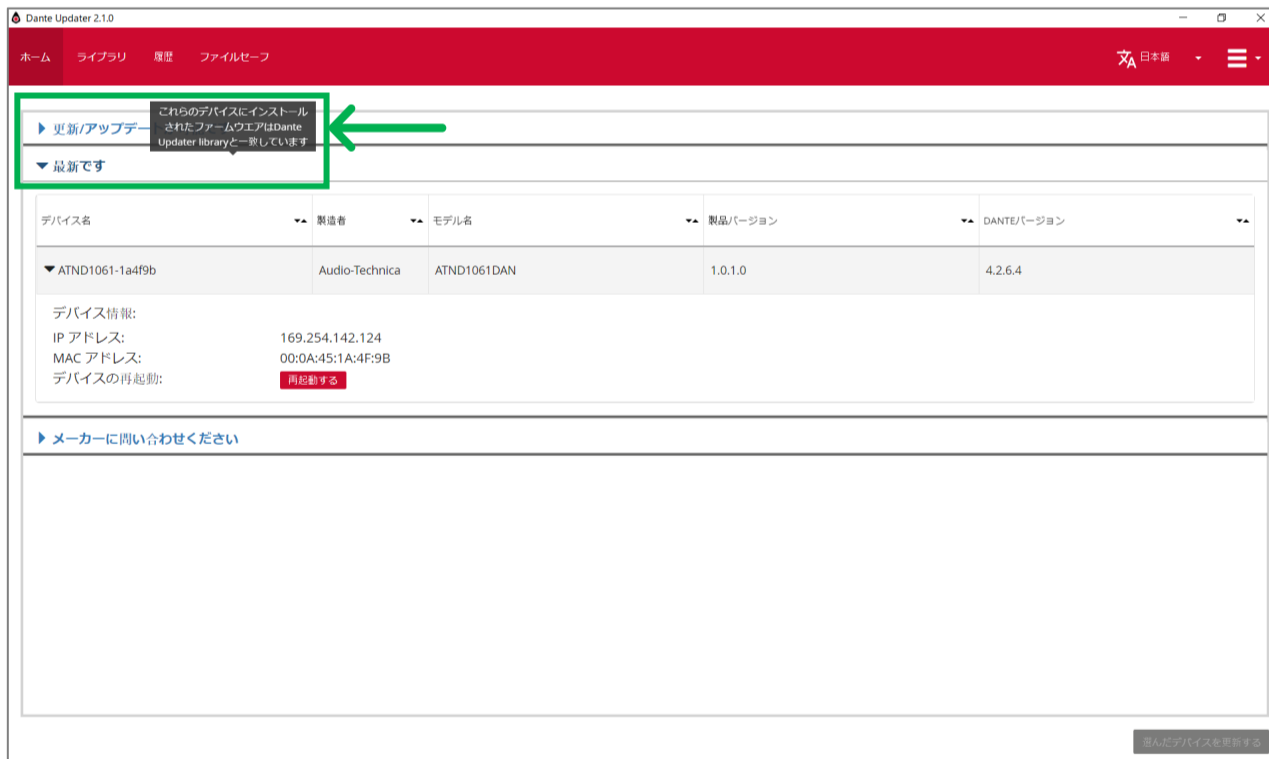 Dante Updater 2.1.0
ホーム ライブラリ 履歴 ファイルセーフ 日本語
更新/アップデー
これらのデバイスにインストール
されたファームウエアはDante
Updater libraryと一致しています
最新です
デバイス名 製造者 モデル名 製品バージョン DANTEバージョン
ATND1061-1a4f9b Audio-Technica ATND1061DAN 1.0.1.0 4.2.6.4
デバイス情報:
IP アドレス: 169.254.142.124
MAC アドレス: 00:0A:45:1A:4F:9B
デバイスの再起動: 再起動する
メーカーに問い合わせください
選んだデバイスを更新する